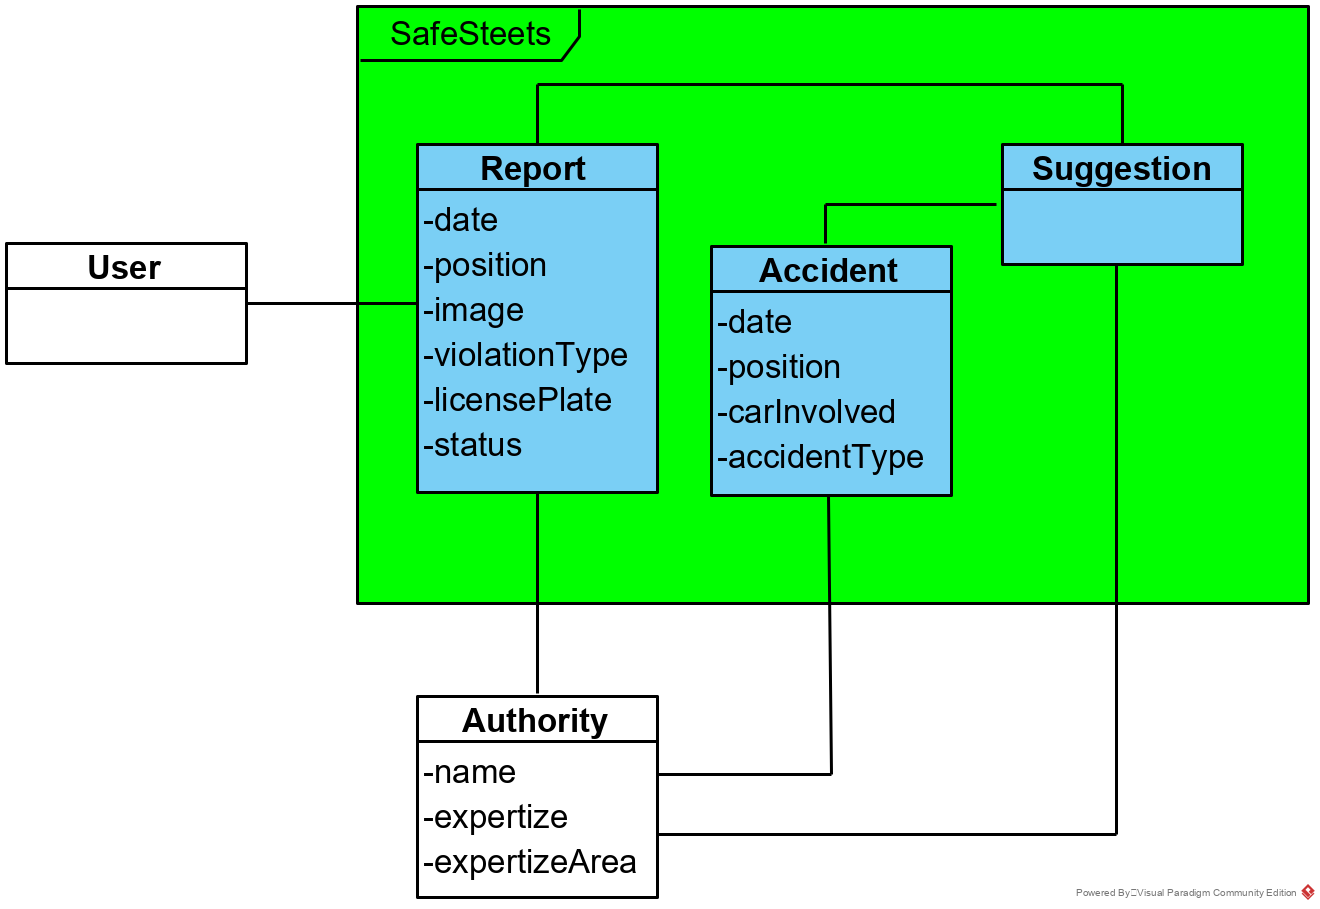 SafeSteets
Report
-date
-position
-image
-violationType
-licensePlate
-status
Suggestion
User
Accident
-date
-position
-carInvolved
-accidentType
Authority
-name
-expertize
-expertizeArea
Powered By Visual Paradigm Community Edition